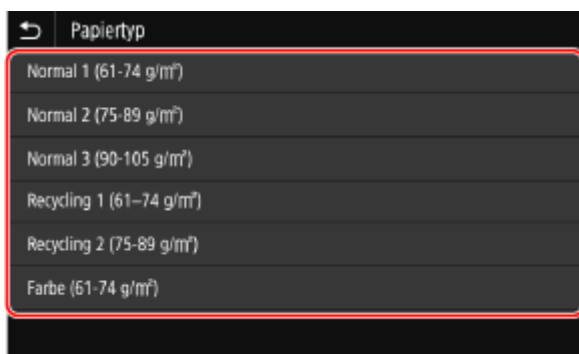 Papiertyp
Normal 1 (61-74 g/m²)
Normal 2 (75-89 g/m²)
Normal 3 (90-105 g/m²)
Recycling 1 (61–74 g/m²)
Recycling 2 (75-89 g/m²)
Farbe (61-74 g/m²)